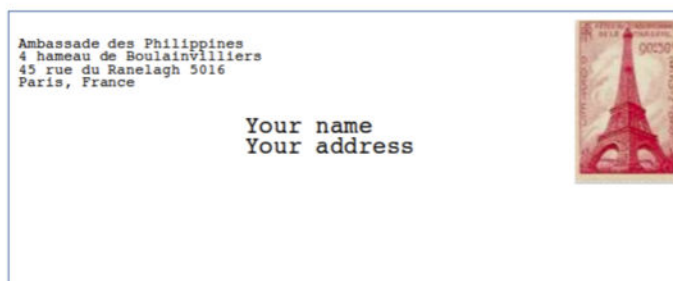 Ambassade des Philippines
4 hameau de Boulainvilliers
45 rue du Ranelagh 5016
Paris, France
Your name
Your address